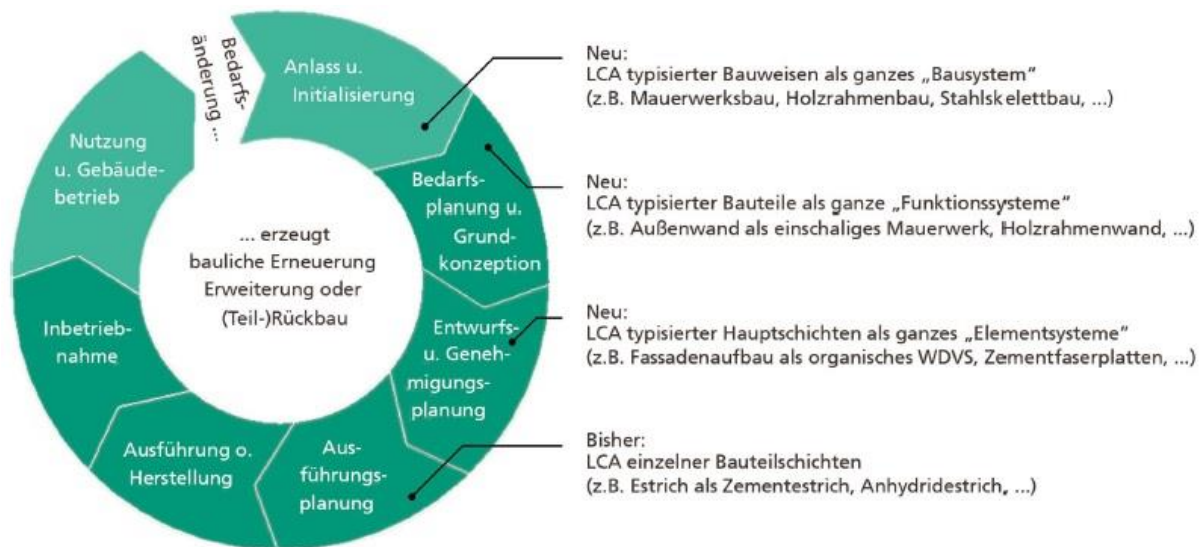 Bedarfs-
änderung ...
Anlass u.
Initialisierung
Bedarfs-
planung u.
Grund-
konzeption
Entwurfs-
u. Geneh-
migungs-
planung
Aus-
führungs-
planung
Ausführung o.
Herstellung
Inbetrieb-
nahme
Nutzung
u. Gebäude-
betrieb
... erzeugt
bauliche Erneuerung
Erweiterung oder
(Teil-)Rückbau
Neu:
LCA typisierter Bauweisen als ganzes „Bausystem“
(z.B. Mauerwerksbau, Holzrahmenbau, Stahlskelettbau, ...)
Neu:
LCA typisierter Bauteile als ganze „Funktionssysteme“
(z.B. Außenwand als einschaliges Mauerwerk, Holzrahmenwand, ...)
Neu:
LCA typisierter Hauptschichten als ganzes „Elementsysteme“
(z.B. Fassadenaufbau als organisches WDVS, Zementfaserplatten, ...)
Bisher:
LCA einzelner Bauteilschichten
(z.B. Estrich als Zementestrich, Anhydridestrich, ...)